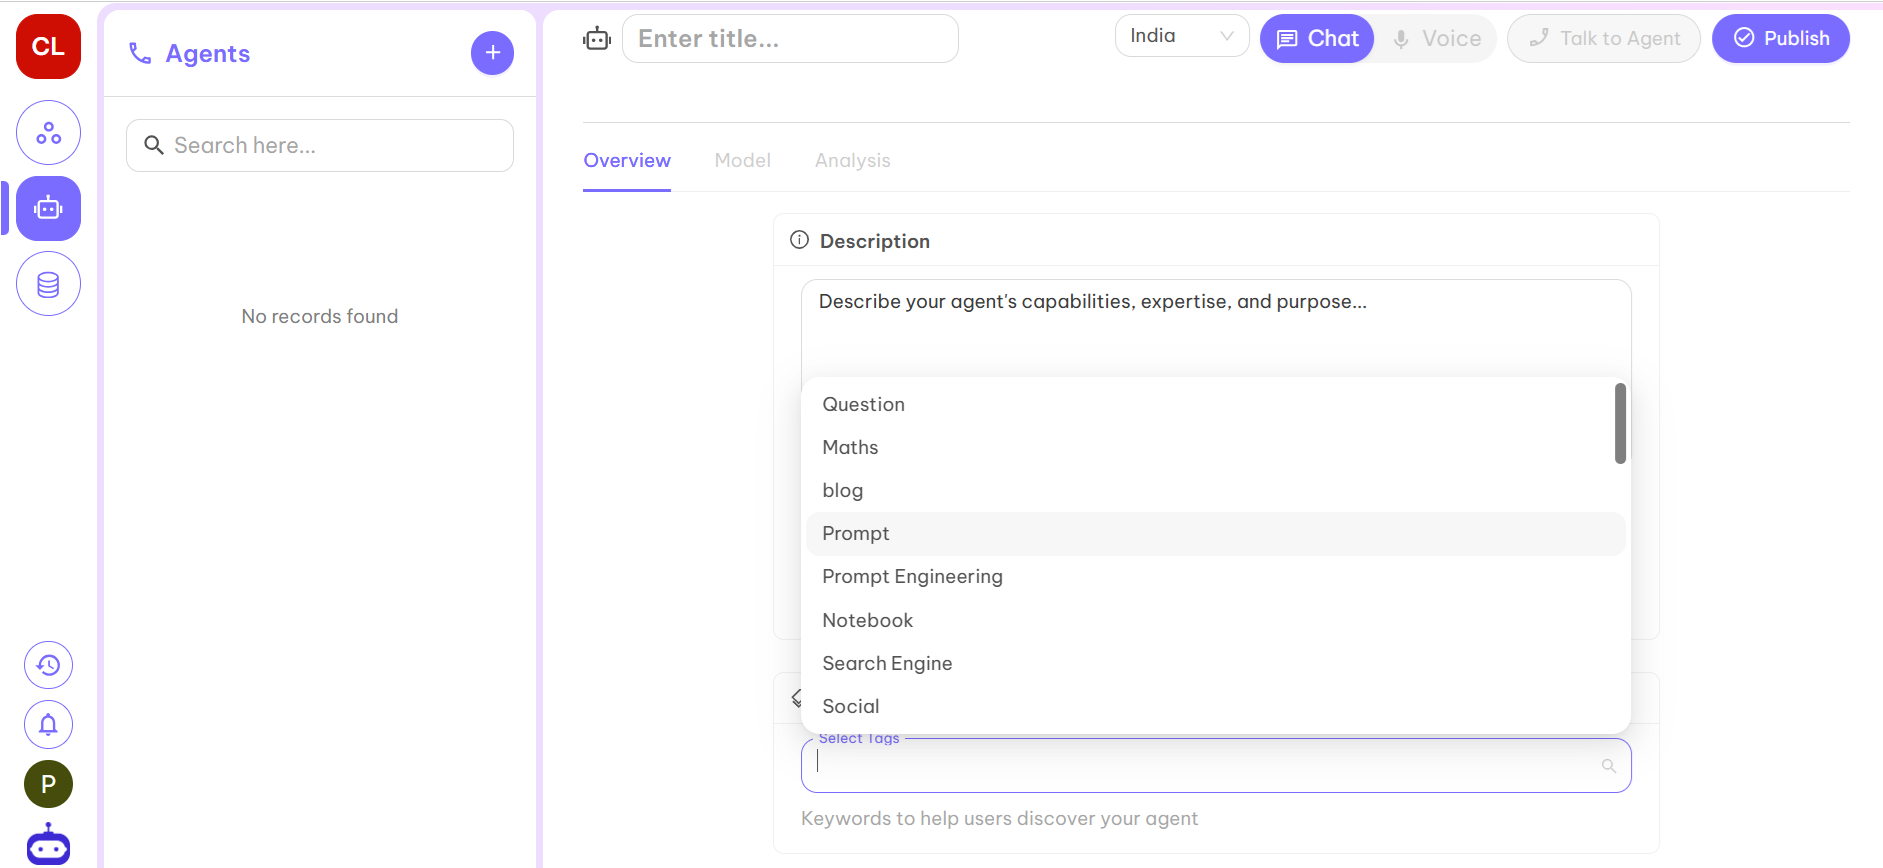 CL
Agents
Search here...
No records found
P
Enter title...
India
Chat
Voice
Talk to Agent
Publish
Overview
Model
Analysis
Description
Describe your agent's capabilities, expertise, and purpose...
Question
Maths
blog
Prompt
Prompt Engineering
Notebook
Search Engine
Social
Select Tags
Keywords to help users discover your agent